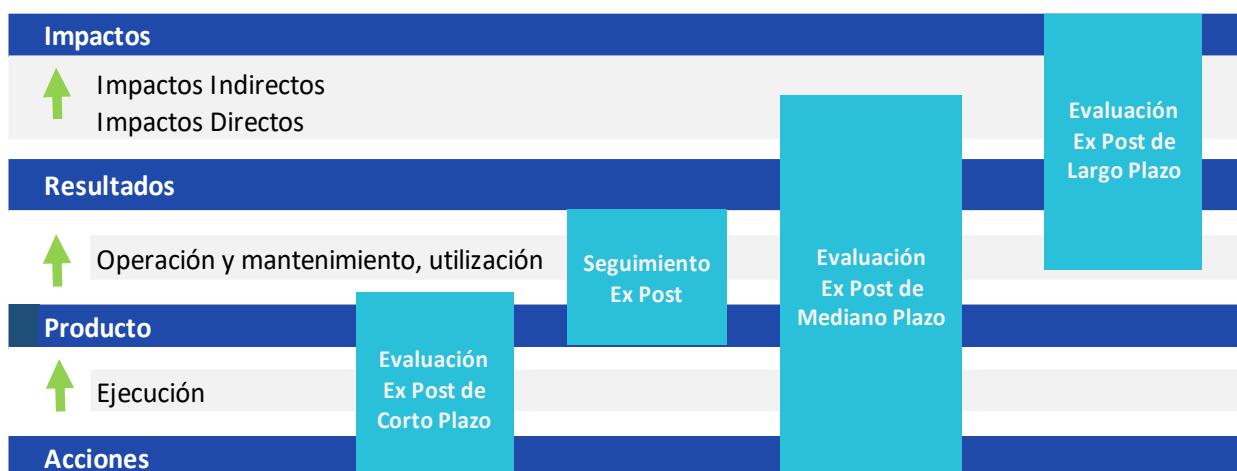 Impactos
Impactos Indirectos
Impactos Directos
Evaluación
Ex Post de
Largo Plazo
Resultados
Operación y mantenimiento, utilización
Seguimiento
Ex Post
Evaluación
Ex Post de
Mediano Plazo
Producto
Evaluación
Ex Post de
Corto Plazo
Ejecución
Acciones